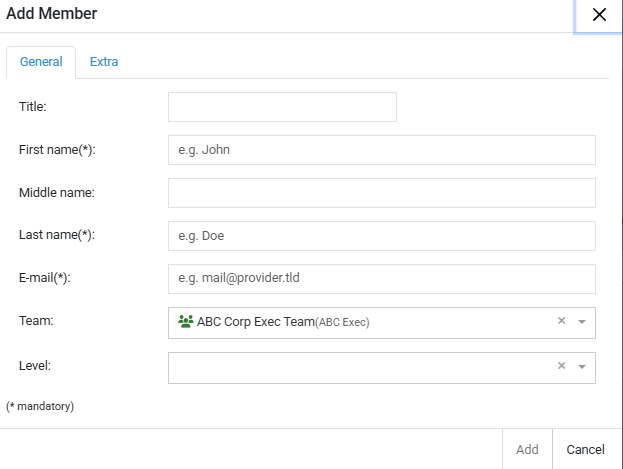 Add Member
General Extra
Title:
First name(*): e.g. John
Middle name:
Last name(*): e.g. Doe
E-mail(*): e.g. mail@provider.tld
Team: ABC Corp Exec Team(ABC Exec)
Level:
(* mandatory)
Add Cancel